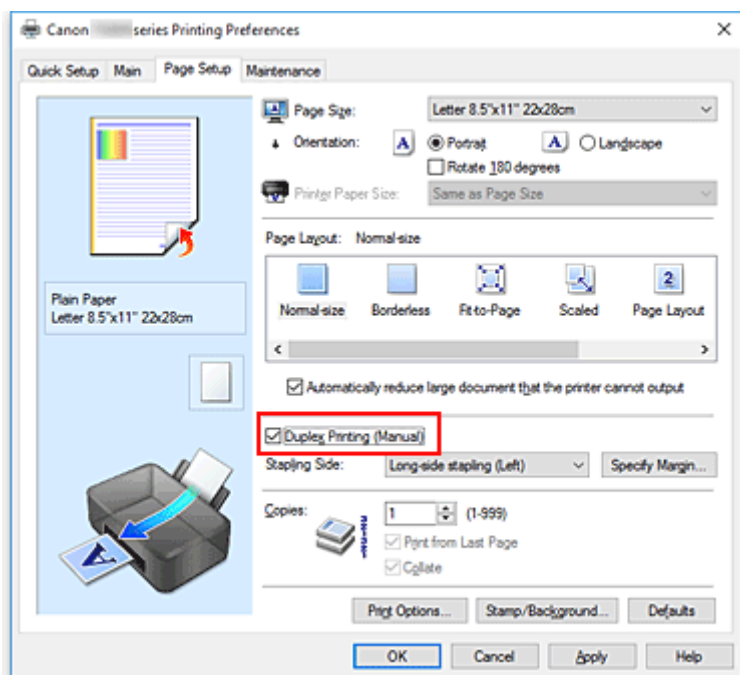 Canon series Printing Preferences
Quick Setup Main Page Setup Maintenance
Page Size: Letter 8.5"x11" 22x28cm
Orientation: A Portrait A Landscape
Rotate 180 degrees
Printer Paper Size: Same as Page Size
Page Layout: Normal-size
2
Normal-size Borderless Fit-to-Page Scaled Page Layout
Plain Paper
Letter 8.5"x11" 22x28cm
Automatically reduce large document that the printer cannot output
Duplex Printing (Manual)
Stapling Side: Long-side stapling (Left) Specify Margin...
Copies: 1 (1-999)
Print from Last Page
Collate
A
Print Options... Stamp/Background... Defaults
OK Cancel Apply Help